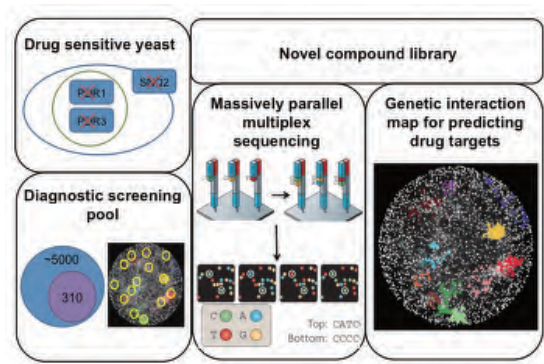 Drug sensitive yeast
PDR1
SNQ2
PDR3
Novel compound library
Massively parallel
multiplex
sequencing
Genetic interaction
map for predicting
drug targets
Diagnostic screening
pool
~5000
310
C A
T G
Top: CATC
Bottom: CCCC